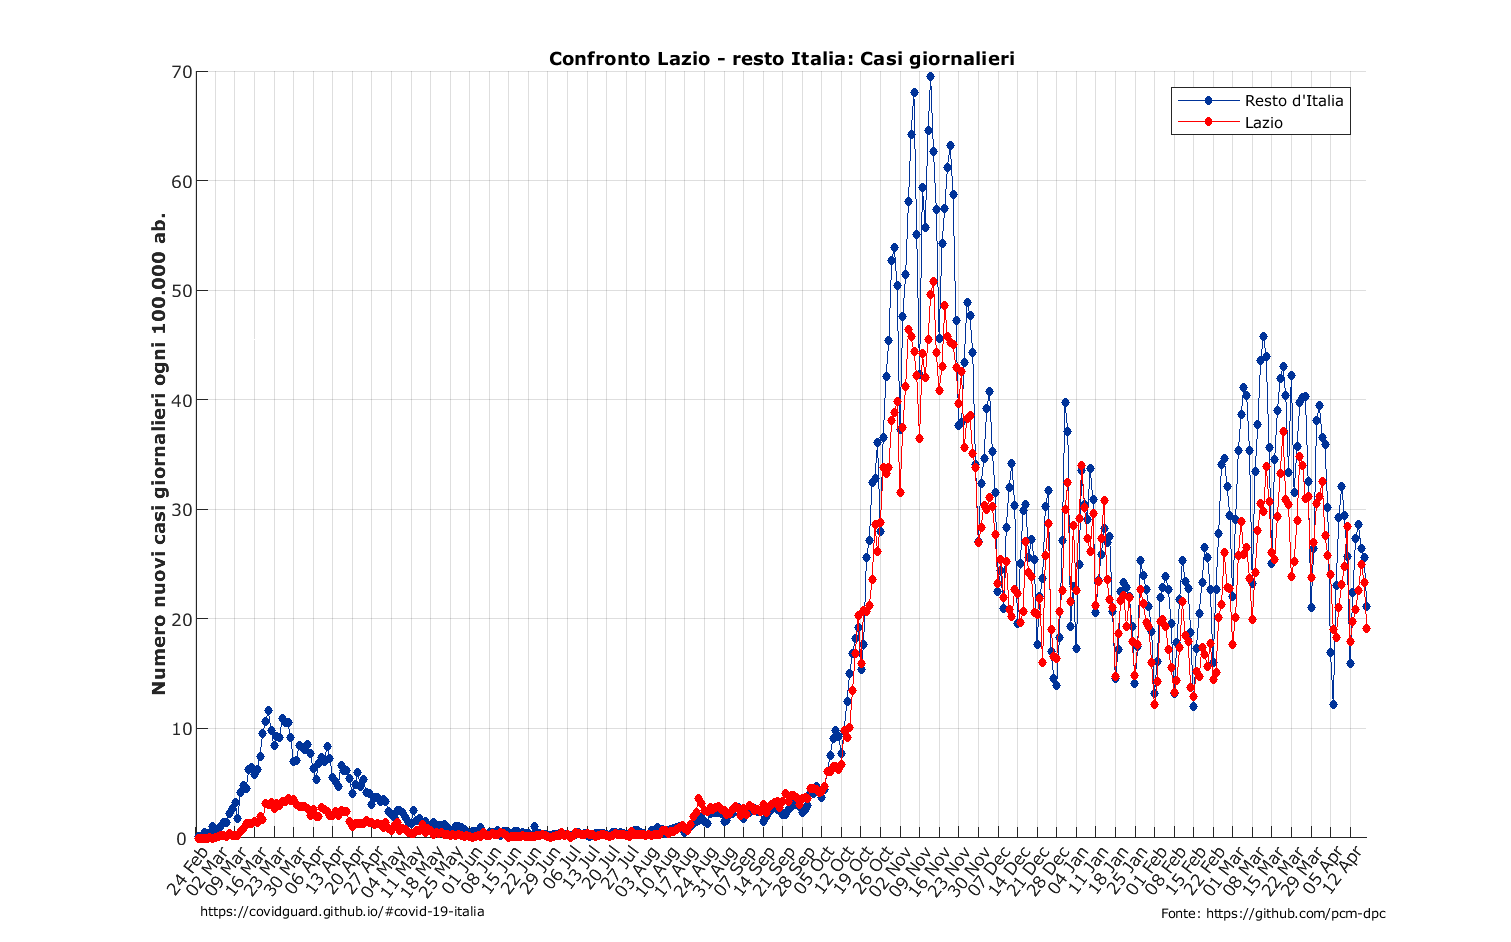 Confronto Lazio - resto Italia: Casi giornalieri
Resto d'Italia
Lazio
Numero nuovi casi giornalieri ogni 100.000 ab.
70
60
50
40
30
20
10
0
24 Feb
02 Mar
09 Mar
16 Mar
23 Mar
30 Mar
06 Apr
13 Apr
20 Apr
27 Apr
04 May
11 May
18 May
25 May
01 Jun
08 Jun
15 Jun
22 Jun
29 Jun
06 Jul
13 Jul
20 Jul
27 Jul
03 Aug
10 Aug
17 Aug
24 Aug
31 Aug
07 Sep
14 Sep
21 Sep
28 Sep
05 Oct
12 Oct
19 Oct
26 Oct
02 Nov
09 Nov
16 Nov
23 Nov
30 Nov
07 Dec
14 Dec
21 Dec
28 Dec
04 Jan
11 Jan
18 Jan
25 Jan
01 Feb
08 Feb
15 Feb
22 Feb
01 Mar
08 Mar
15 Mar
22 Mar
29 Mar
05 Apr
12 Apr
https://covidguard.github.io/#covid-19-italia
Fonte: https://github.com/pcm-dpc